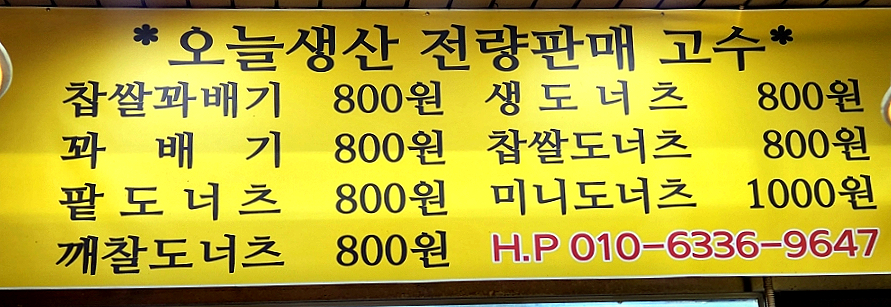 *오늘생산 전량판매 고수*
찹쌀꽈배기 800원 생도너츠 800원
꽈배기 800원 찹쌀도너츠 800원
팥도너츠 800원 미니도너츠 1000원
깨찰도너츠 800원 H.P 010-6336-9647